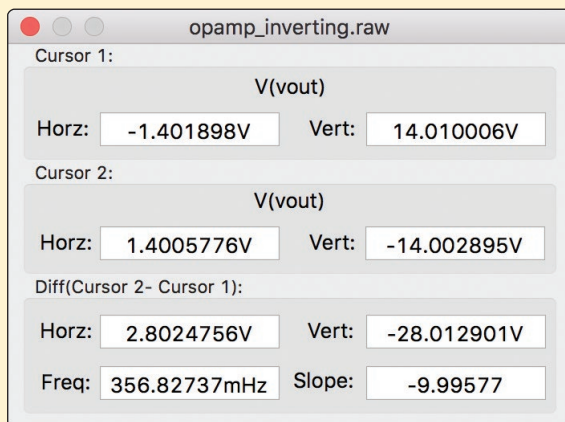 opamp_inverting.raw
Cursor 1:
V(vout)
Horz: -1.401898V Vert: 14.010006V
Cursor 2:
V(vout)
Horz: 1.4005776V Vert: -14.002895V
Diff(Cursor 2- Cursor 1):
Horz: 2.8024756V Vert: -28.012901V
Freq: 356.82737mHz Slope: -9.99577